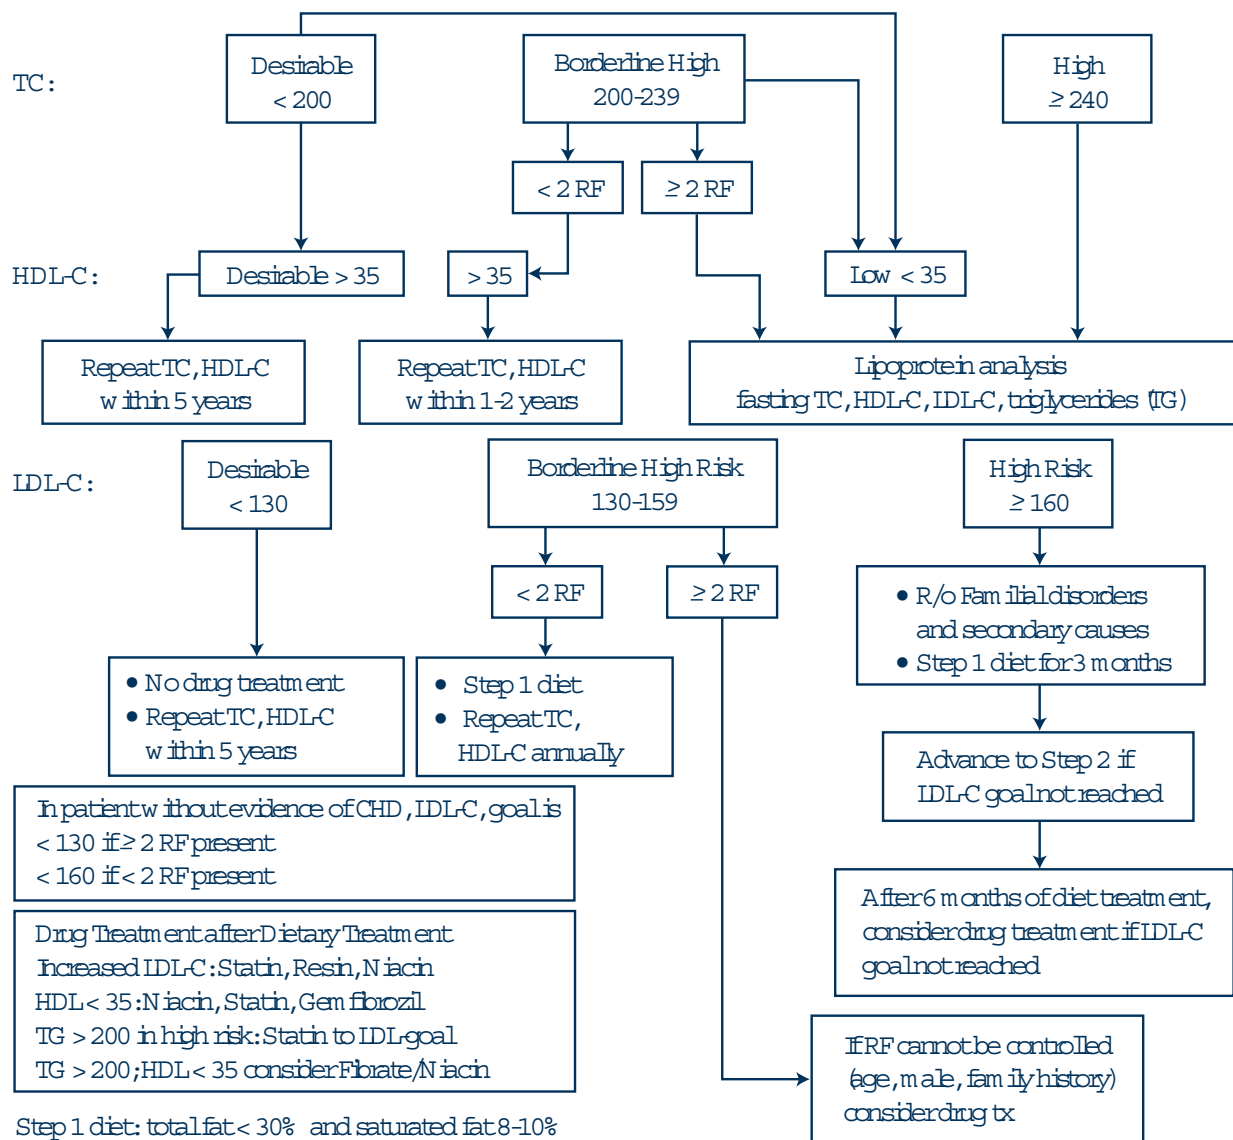 TC:
Desirable
< 200
Borderline High
200-239
High
≥ 240
< 2 RF
≥ 2 RF
HDL-C:
Desirable > 35
> 35
Low < 35
Repeat TC, HDL-C
within 5 years
Repeat TC, HDL-C
within 1-2 years
Lipoprotein analysis
fasting TC, HDL-C, LDL-C, triglycerides (TG)
LDL-C:
Desirable
< 130
Borderline High Risk
130-159
High Risk
≥ 160
< 2 RF
≥ 2 RF
• R/o Familial disorders
and secondary causes
• Step 1 diet for 3 months
• No drug treatment
• Repeat TC, HDL-C
within 5 years
• Step 1 diet
• Repeat TC,
HDL-C annually
Advance to Step 2 if
LDL-C goal not reached
In patient without evidence of CHD, LDL-C, goal is
< 130 if ≥ 2 RF present
< 160 if < 2 RF present
After 6 months of diet treatment,
consider drug treatment if LDL-C
goal not reached
Drug Treatment after Dietary Treatment
Increased LDL-C: Statin, Resin, Niacin
HDL < 35: Niacin, Statin, Gemfibrozil
TG > 200 in high risk: Statin to LDL-goal
TG > 200; HDL < 35 consider Fibrate/Niacin
If RF cannot be controlled
(age, male, family history)
consider drug tx
Step 1 diet: total fat < 30% and saturated fat 8-10%